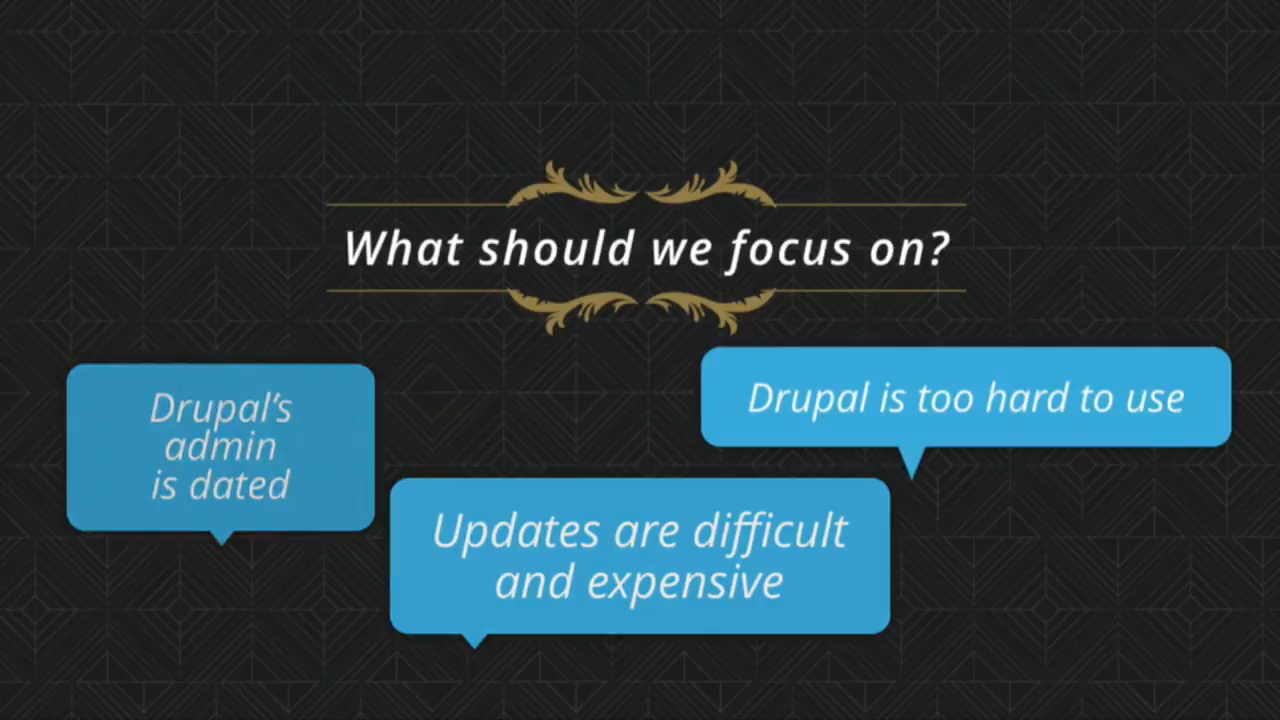 What should we focus on?
Drupal’s
admin
is dated
Drupal is too hard to use
Updates are difficult
and expensive